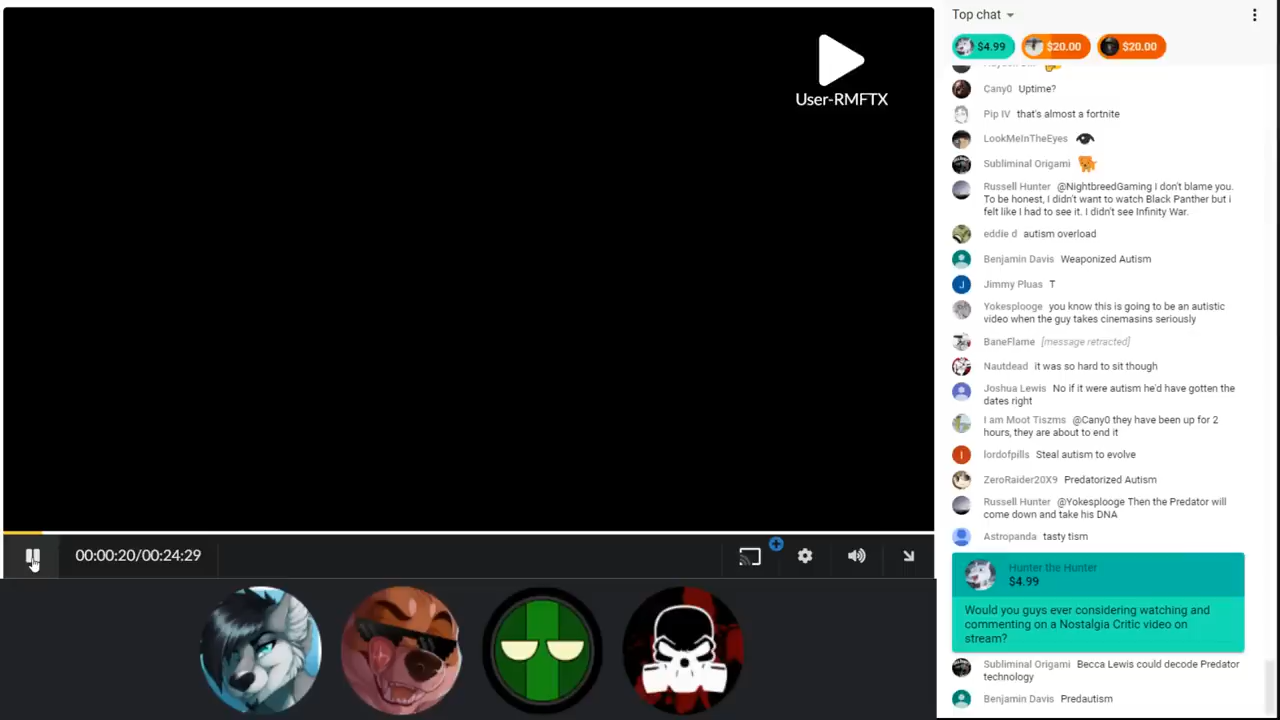 User-RMFTX
00:00:20/00:24:29
Top chat
$4.99
$20.00
$20.00
Cany0 Uptime?
Pip IV that's almost a fortnite
LookMeInTheEyes
Subliminal Origami
Russell Hunter @NightbreedGaming I don't blame you.
To be honest, I didn't want to watch Black Panther but i
felt like I had to see it. I didn't see Infinity War.
eddie d autism overload
Benjamin Davis Weaponized Autism
J
Jimmy Pluas T
Yokesplooge you know this is going to be an autistic
video when the guy takes cinemasins seriously
BaneFlame [message retracted]
Nautdead it was so hard to sit though
Joshua Lewis No if it were autism he'd have gotten the
dates right
I am Moot Tiszms @Cany0 they have been up for 2
hours, they are about to end it
I
lordofpills Steal autism to evolve
ZeroRaider20X9 Predatorized Autism
Russell Hunter @Yokesplooge Then the Predator will
come down and take his DNA
Astropanda tasty tism
Hunter the Hunter
$4.99
Would you guys ever considering watching and
commenting on a Nostalgia Critic video on
stream?
Subliminal Origami Becca Lewis could decode Predator
technology
Benjamin Davis Predautism